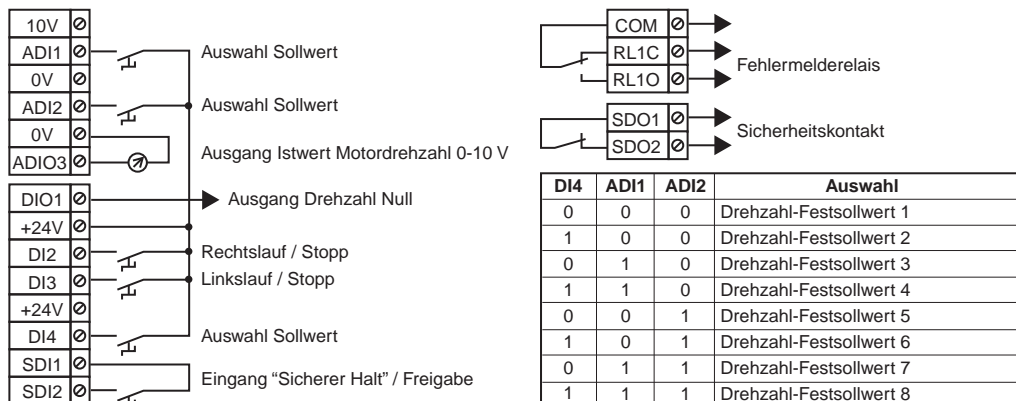 10V
ADI1 Auswahl Sollwert
0V
ADI2 Auswahl Sollwert
0V
ADIO3 Ausgang Istwert Motordrehzahl 0-10 V
DIO1 Ausgang Drehzahl Null
+24V
DI2 Rechtslauf / Stopp
DI3 Linkslauf / Stopp
+24V
DI4 Auswahl Sollwert
SDI1
SDI2 Eingang “Sicherer Halt” / Freigabe
COM
RL1C
RL1O
Fehlermelderelais
SDO1
SDO2
Sicherheitskontakt
DI4 ADI1 ADI2 Auswahl
0 0 0 Drehzahl-Festsollwert 1
1 0 0 Drehzahl-Festsollwert 2
0 1 0 Drehzahl-Festsollwert 3
1 1 0 Drehzahl-Festsollwert 4
0 0 1 Drehzahl-Festsollwert 5
1 0 1 Drehzahl-Festsollwert 6
0 1 1 Drehzahl-Festsollwert 7
1 1 1 Drehzahl-Festsollwert 8